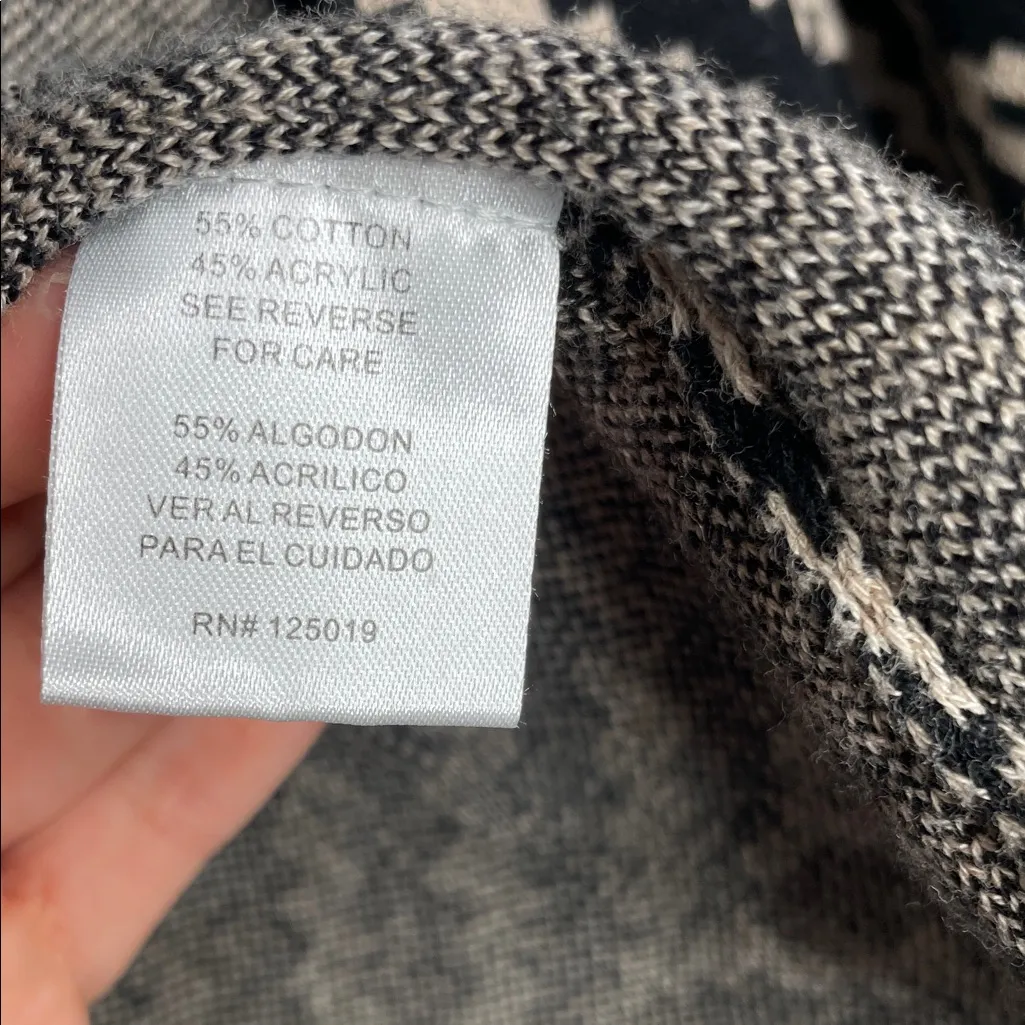 55% COTTON
45% ACRYLIC
SEE REVERSE
FOR CARE
55% ALGODON
45% ACRILICO
VER AL REVERSO
PARA EL CUIDADO
RN# 125019